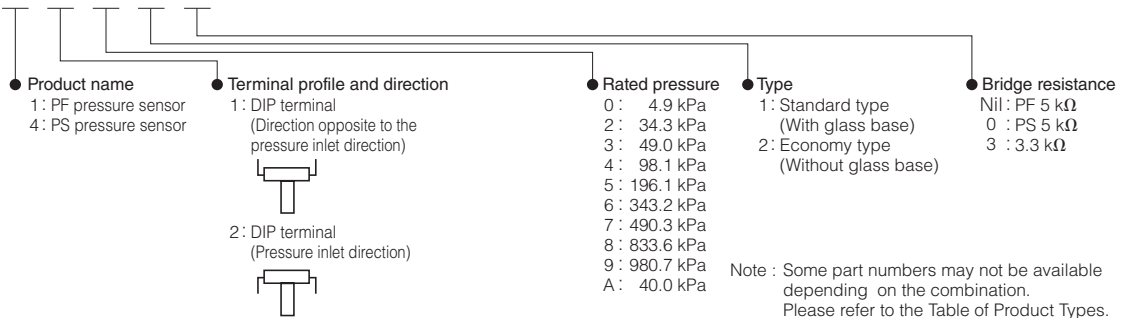 ● Product name
1 : PF pressure sensor
4 : PS pressure sensor
● Terminal profile and direction
1 : DIP terminal
(Direction opposite to the
pressure inlet direction)
2 : DIP terminal
(Pressure inlet direction)
● Rated pressure
0 : 4.9 kPa
2 : 34.3 kPa
3 : 49.0 kPa
4 : 98.1 kPa
5 : 196.1 kPa
6 : 343.2 kPa
7 : 490.3 kPa
8 : 833.6 kPa
9 : 980.7 kPa
A : 40.0 kPa
● Type
1 : Standard type
(With glass base)
2 : Economy type
(Without glass base)
● Bridge resistance
Nil : PF 5 kΩ
0 : PS 5 kΩ
3 : 3.3 kΩ
Note : Some part numbers may not be available
depending on the combination.
Please refer to the Table of Product Types.